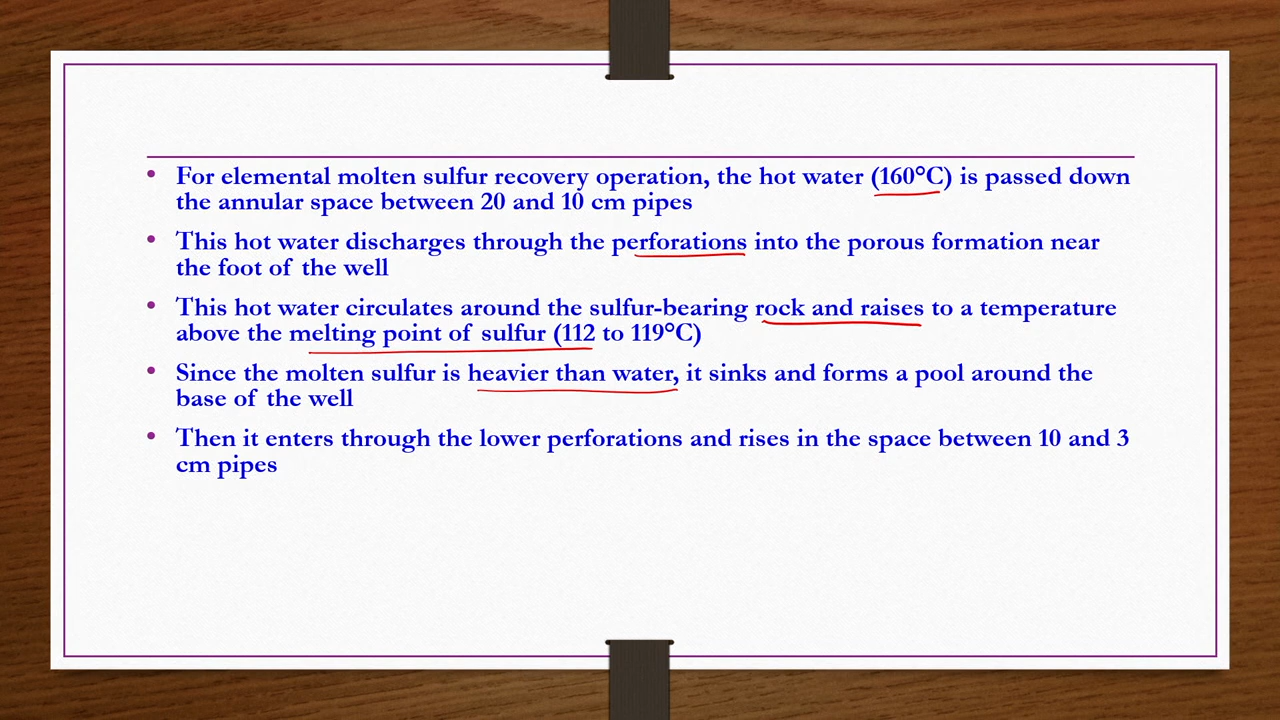 • For elemental molten sulfur recovery operation, the hot water (160°C) is passed down
the annular space between 20 and 10 cm pipes
• This hot water discharges through the perforations into the porous formation near
the foot of the well
• This hot water circulates around the sulfur-bearing rock and raises to a temperature
above the melting point of sulfur (112 to 119°C)
• Since the molten sulfur is heavier than water, it sinks and forms a pool around the
base of the well
• Then it enters through the lower perforations and rises in the space between 10 and 3
cm pipes